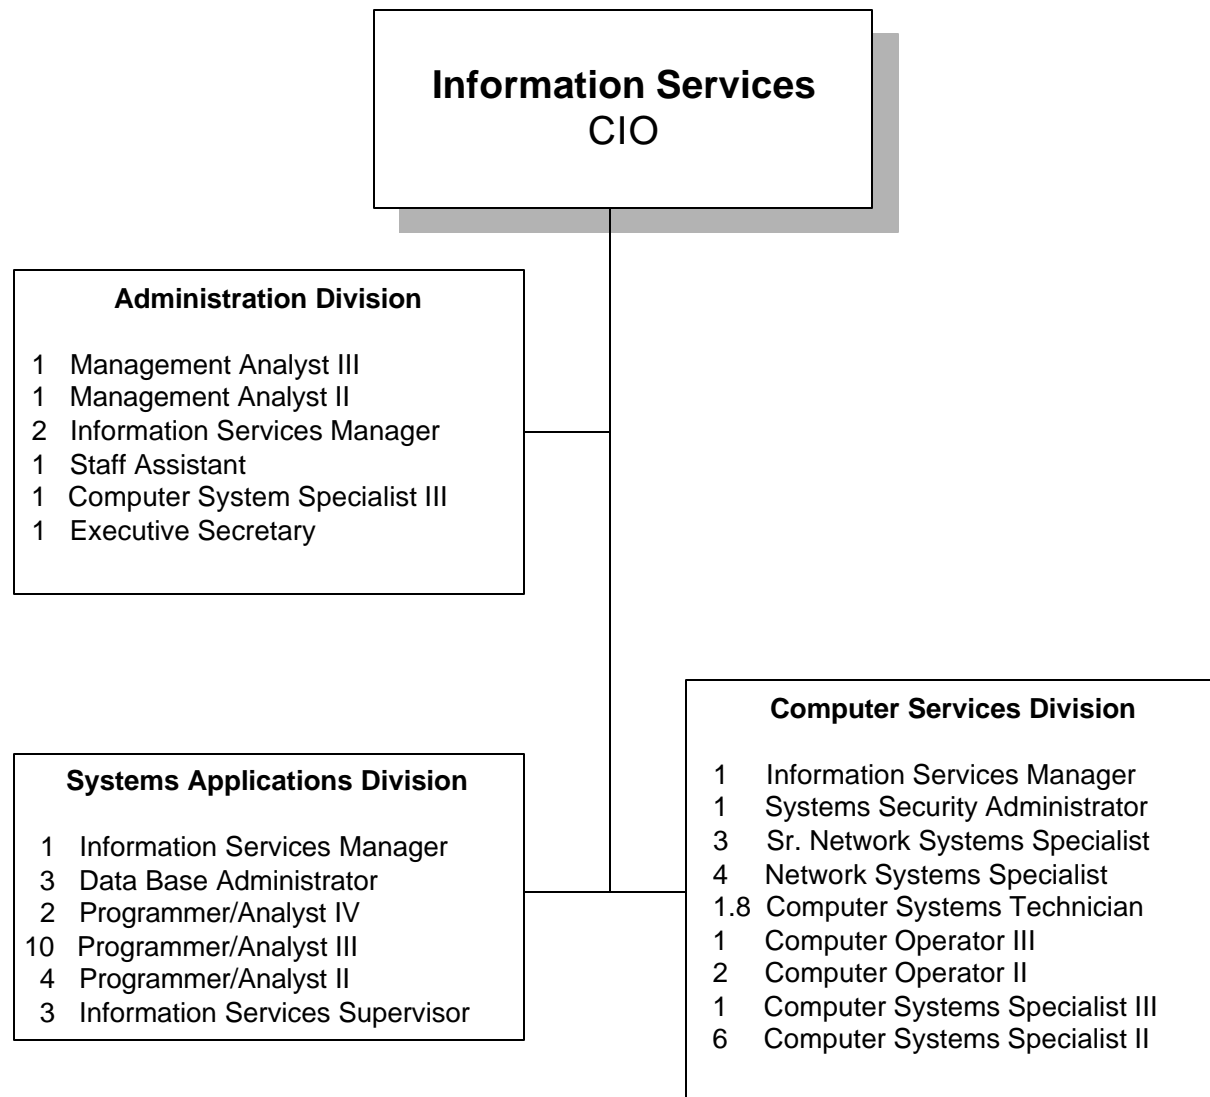 Information Services
CIO
Administration Division
1 Management Analyst III
1 Management Analyst II
2 Information Services Manager
1 Staff Assistant
1 Computer System Specialist III
1 Executive Secretary
Systems Applications Division
1 Information Services Manager
3 Data Base Administrator
2 Programmer/Analyst IV
10 Programmer/Analyst III
4 Programmer/Analyst II
3 Information Services Supervisor
Computer Services Division
1 Information Services Manager
1 Systems Security Administrator
3 Sr. Network Systems Specialist
4 Network Systems Specialist
1.8 Computer Systems Technician
1 Computer Operator III
2 Computer Operator II
1 Computer Systems Specialist III
6 Computer Systems Specialist II